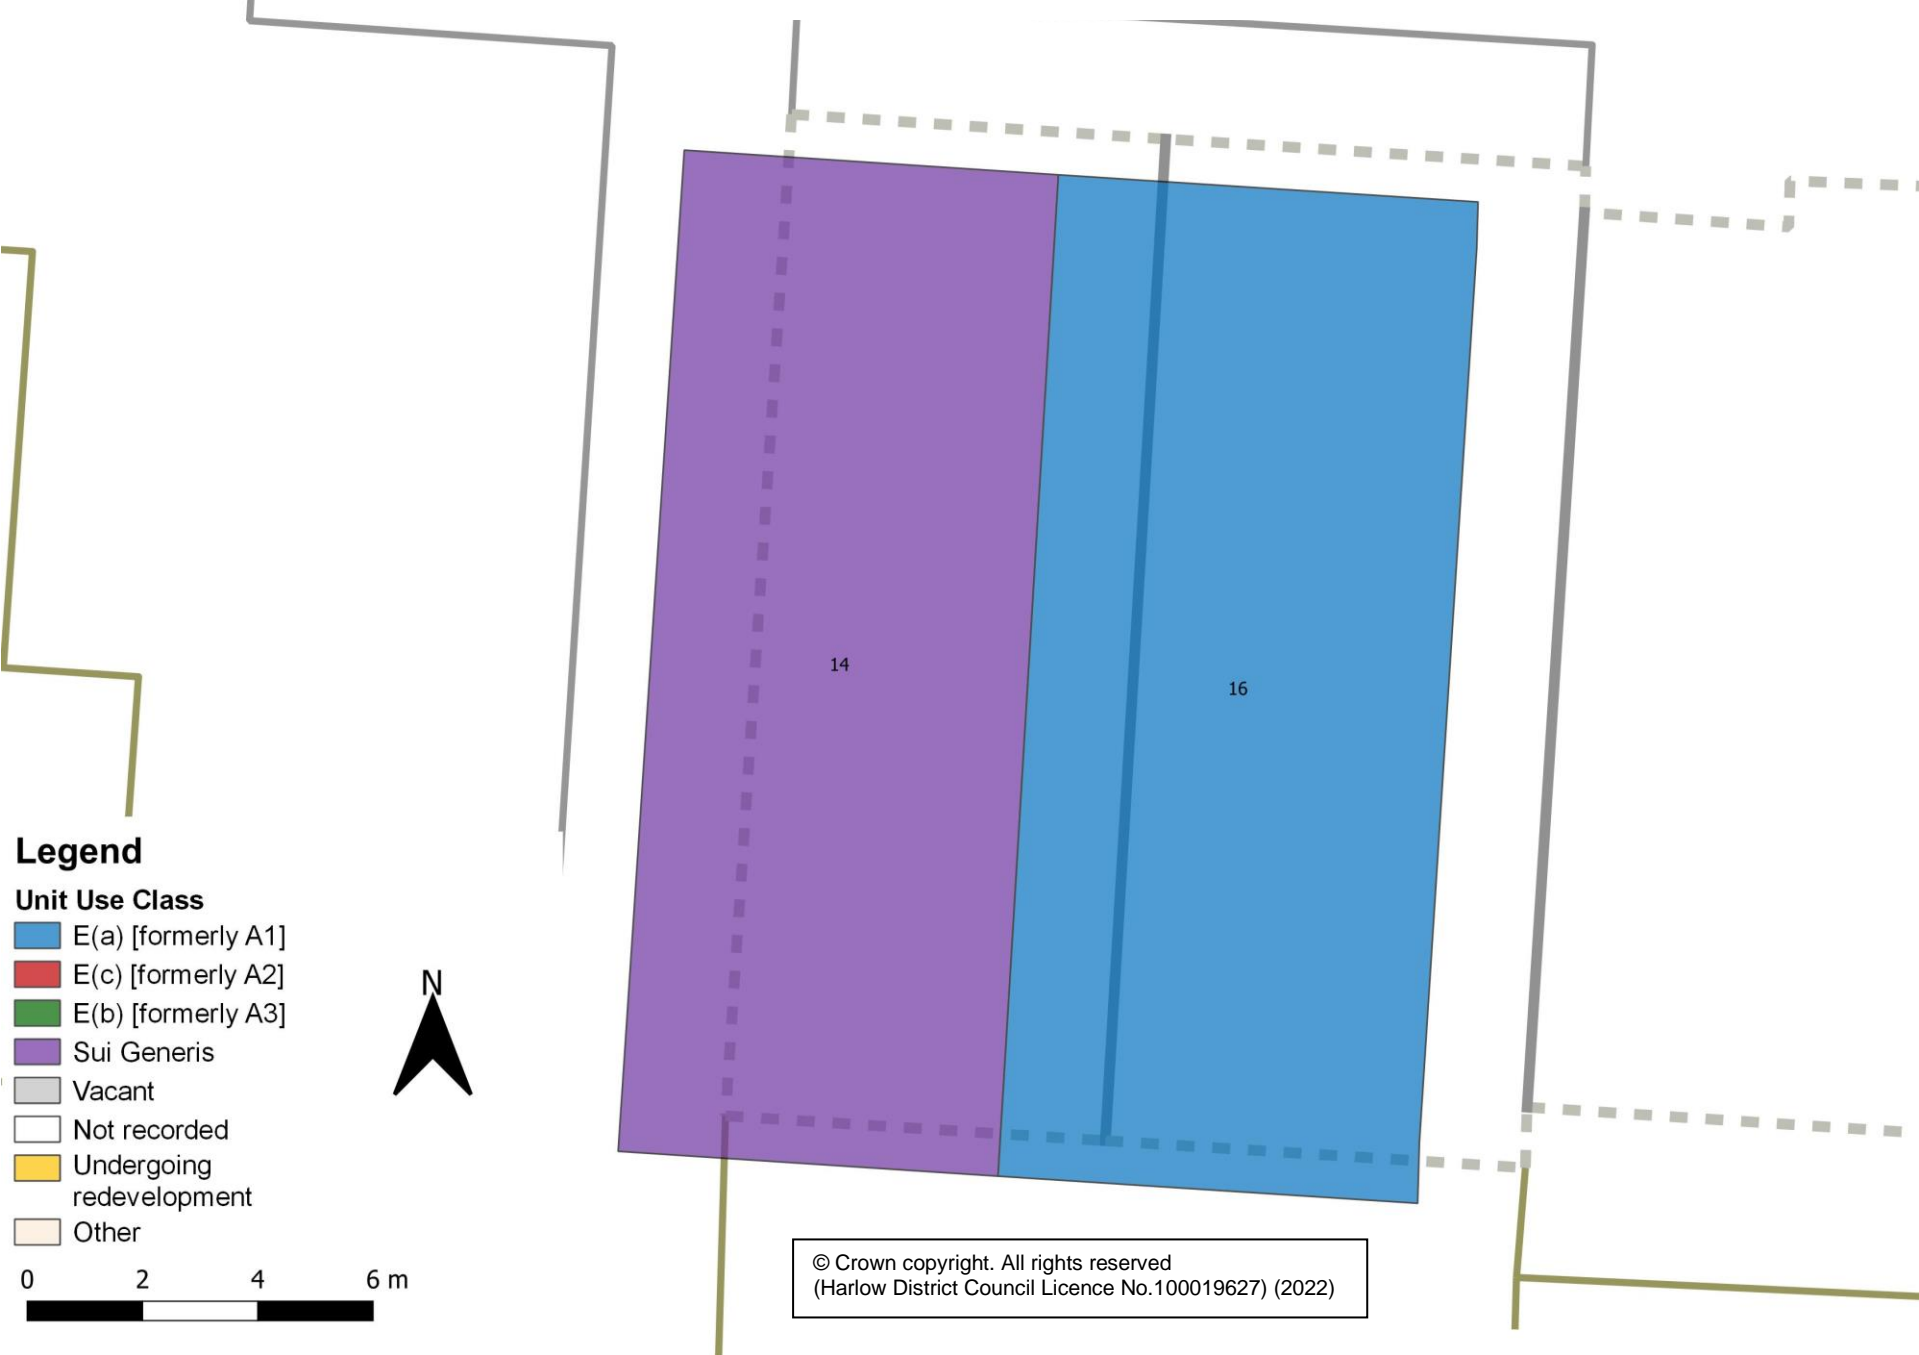 14
16
Legend
Unit Use Class
E(a) [formerly A1]
E(c) [formerly A2]
E(b) [formerly A3]
Sui Generis
Vacant
Not recorded
Undergoing
redevelopment
Other
N
0 2 4 6 m
© Crown copyright. All rights reserved
(Harlow District Council Licence No.100019627) (2022)